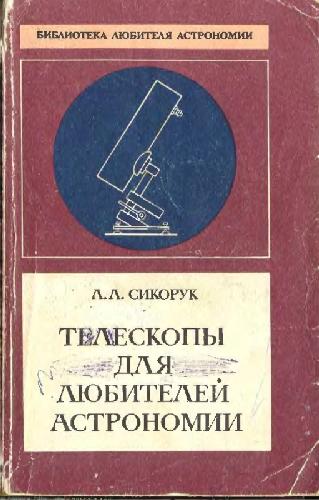 БИБЛИОТЕКА ЛЮБИТЕЛЯ АСТРОНОМИИ
Л.Л. СИКОРУК
ТЕЛЕСКОПЫ
ДЛЯ
ЛЮБИТЕЛЕЙ
АСТРОНОМИИ